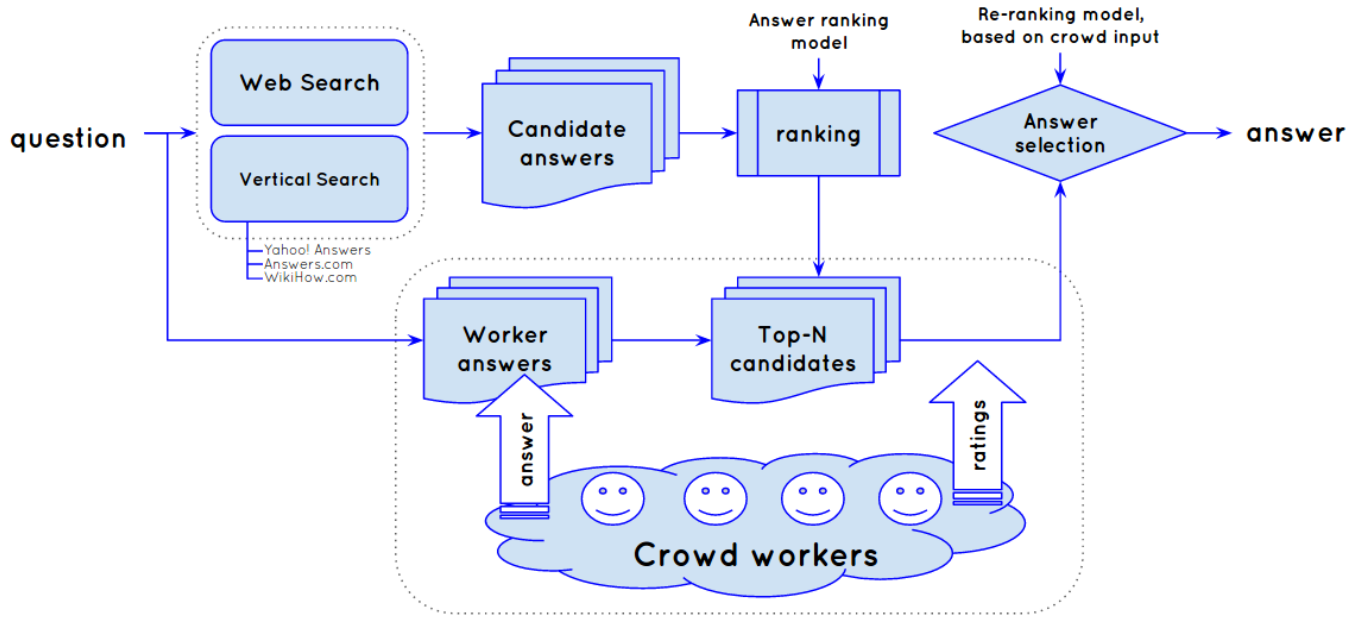 question
Web Search
Vertical Search
Yahoo! Answers
Answers.com
WikiHow.com
Candidate
answers
Answer ranking
model
ranking
Re-ranking model,
based on crowd input
Answer
selection
answer
Worker
answers
Top-N
candidates
answer
ratings
Crowd workers